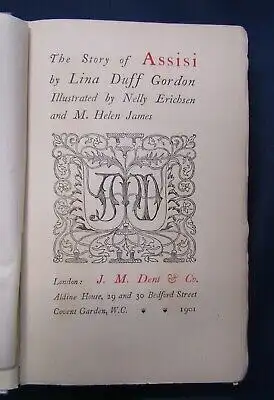 The Story of Assisi
by Lina Duff Gordon
Illustrated by Nelly Erichsen
and M. Helen James
JMD
London: J. M. Dent & Co.
Aldine House, 29 and 30 Bedford Street
Covent Garden, W.C. 1901